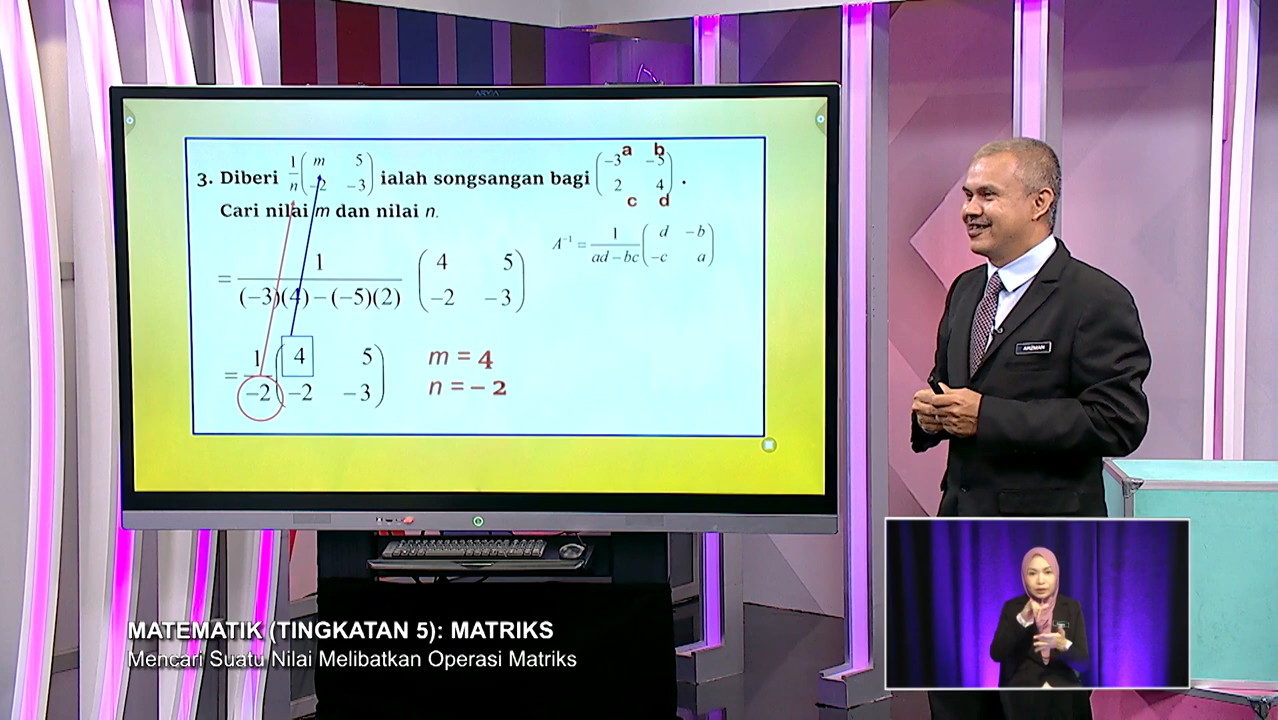 ARVIA
3. Diberi 1/n (m 5 -2 -3) ialah songsangan bagi (-3 -5 2 4).
a b
c d
Cari nilai m dan nilai n.
A⁻¹ = 1/(ad – bc) (d -b -c a)
= 1/((-3)(4) – (-5)(2)) (4 5 -2 -3)
= 1/-2 (4 5 -2 -3)
m = 4
n = – 2
AZMAN
MATEMATIK (TINGKATAN 5): MATRIKS
Mencari Suatu Nilai Melibatkan Operasi Matriks